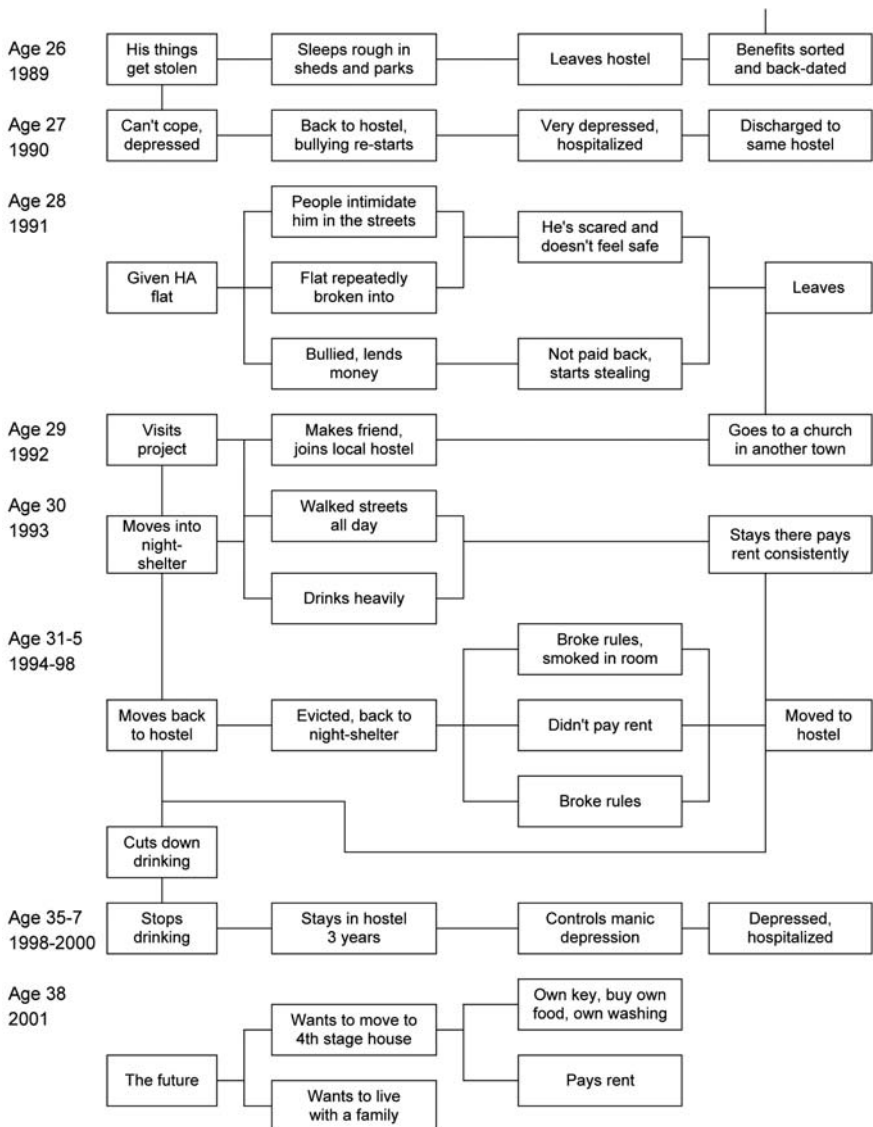 Age 26
1989
His things
get stolen
Sleeps rough in
sheds and parks
Leaves hostel
Benefits sorted
and back-dated
Age 27
1990
Can't cope,
depressed
Back to hostel,
bullying re-starts
Very depressed,
hospitalized
Discharged to
same hostel
Age 28
1991
People intimidate
him in the streets
He's scared and
doesn't feel safe
Given HA
flat
Flat repeatedly
broken into
Leaves
Bullied, lends
money
Not paid back,
starts stealing
Age 29
1992
Visits
project
Makes friend,
joins local hostel
Goes to a church
in another town
Age 30
1993
Walked streets
all day
Moves into
night-
shelter
Stays there pays
rent consistently
Drinks heavily
Age 31-5
1994-98
Broke rules,
smoked in room
Moves back
to hostel
Evicted, back to
night-shelter
Didn't pay rent
Moved to
hostel
Broke rules
Cuts down
drinking
Age 35-7
1998-2000
Stops
drinking
Stays in hostel
3 years
Controls manic
depression
Depressed,
hospitalized
Age 38
2001
Wants to move to
4th stage house
Own key, buy own
food, own washing
The future
Pays rent
Wants to live
with a family